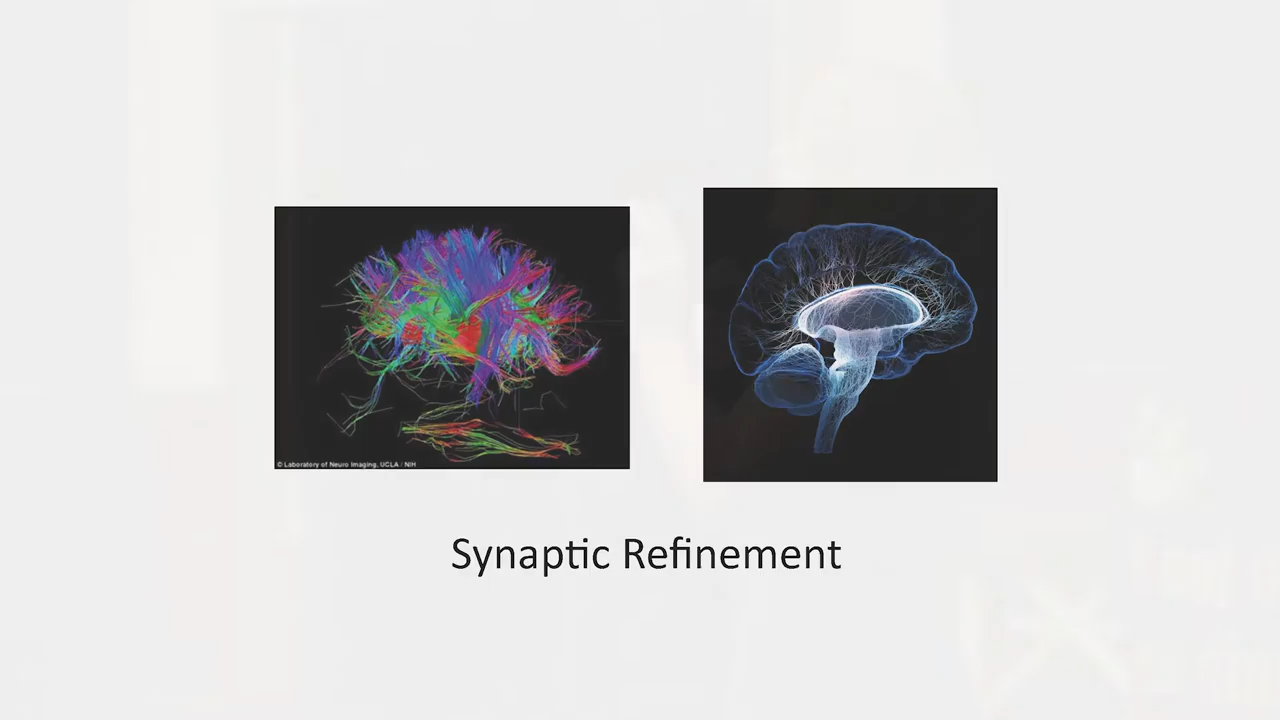 © Laboratory of Neuro Imaging, UCLA / NIH
Synaptic Refinement